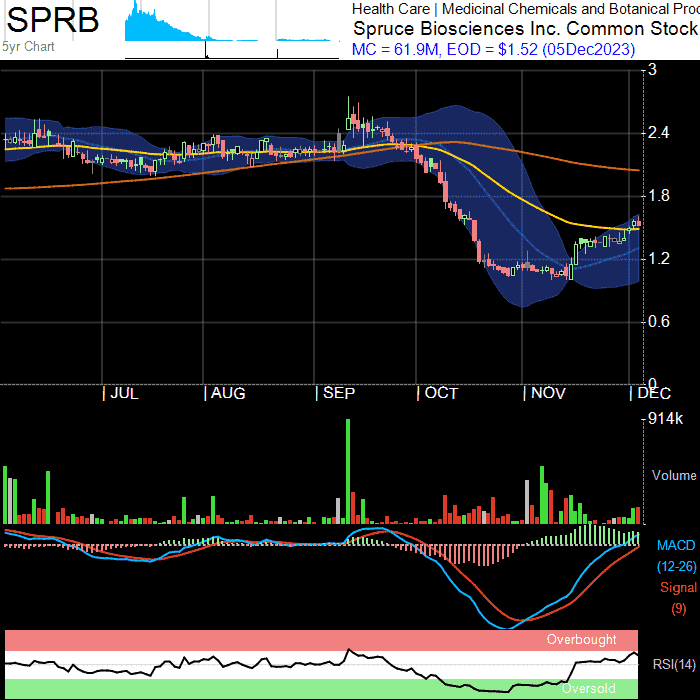 SPRB
Health Care | Medicinal Chemicals and Botanical Proc
Spruce Biosciences Inc. Common Stock
5yr Chart
MC = 61.9M, EOD = $1.52 (05Dec2023)
3
2.4
1.8
1.2
0.6
0
JUL
AUG
SEP
OCT
NOV
DEC
914k
Volume
MACD
(12-26)
Signal
(9)
Overbought
RSI(14)
Oversold